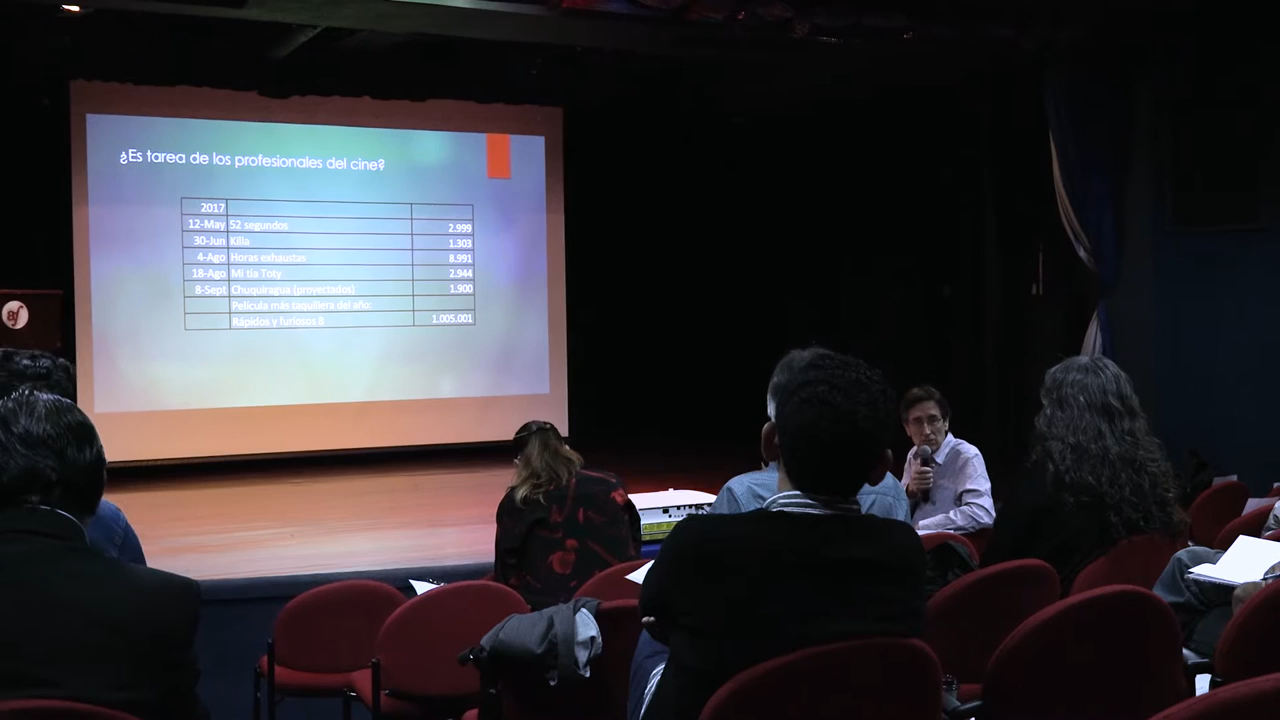 ¿Es tarea de los profesionales del cine?
2017
12-May 52 segundos 2.999
30-Jun Killa 1.303
4-Ago Horas exhaustas 8.991
18-Ago Mi tía Toty 2.944
8-Sept Chuquiragua (proyectados) 1.900
Película más taquillera del año:
Rápidos y furiosos 8 1.005.001
af